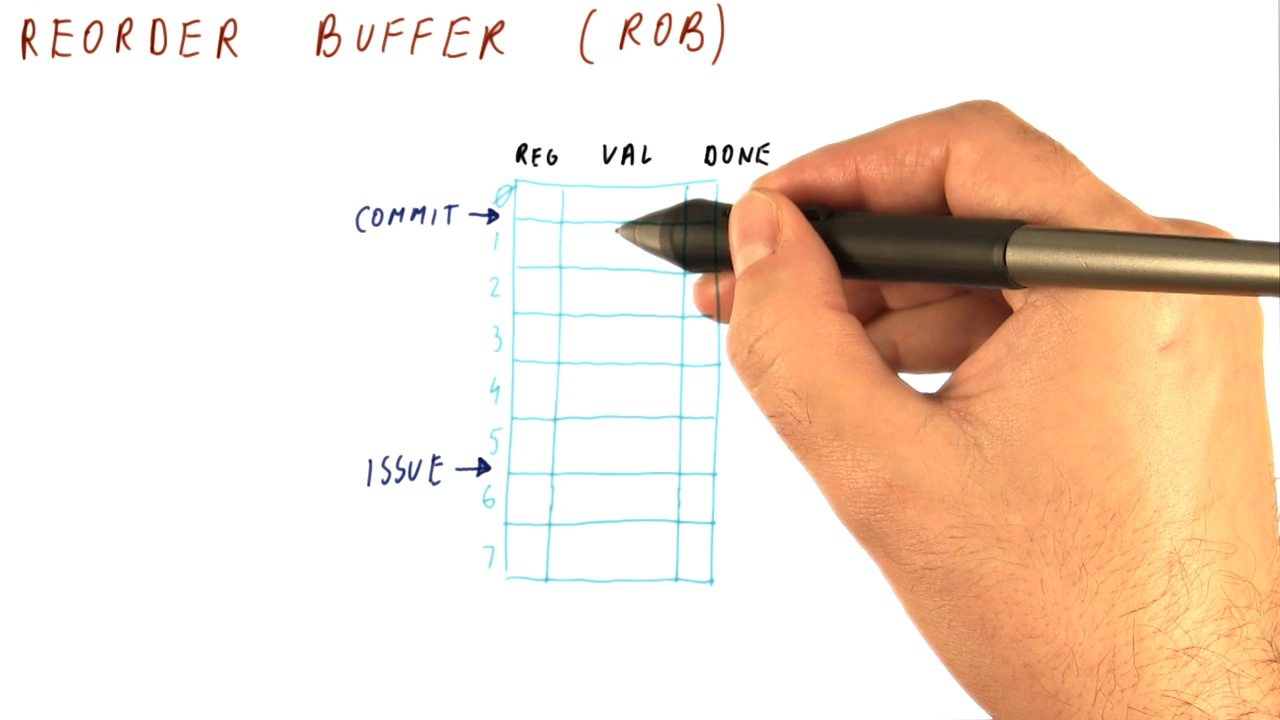 REORDER BUFFER (ROB)
REG VAL DONE
0
COMMIT →
1
2
3
4
5
ISSUE →
6
7